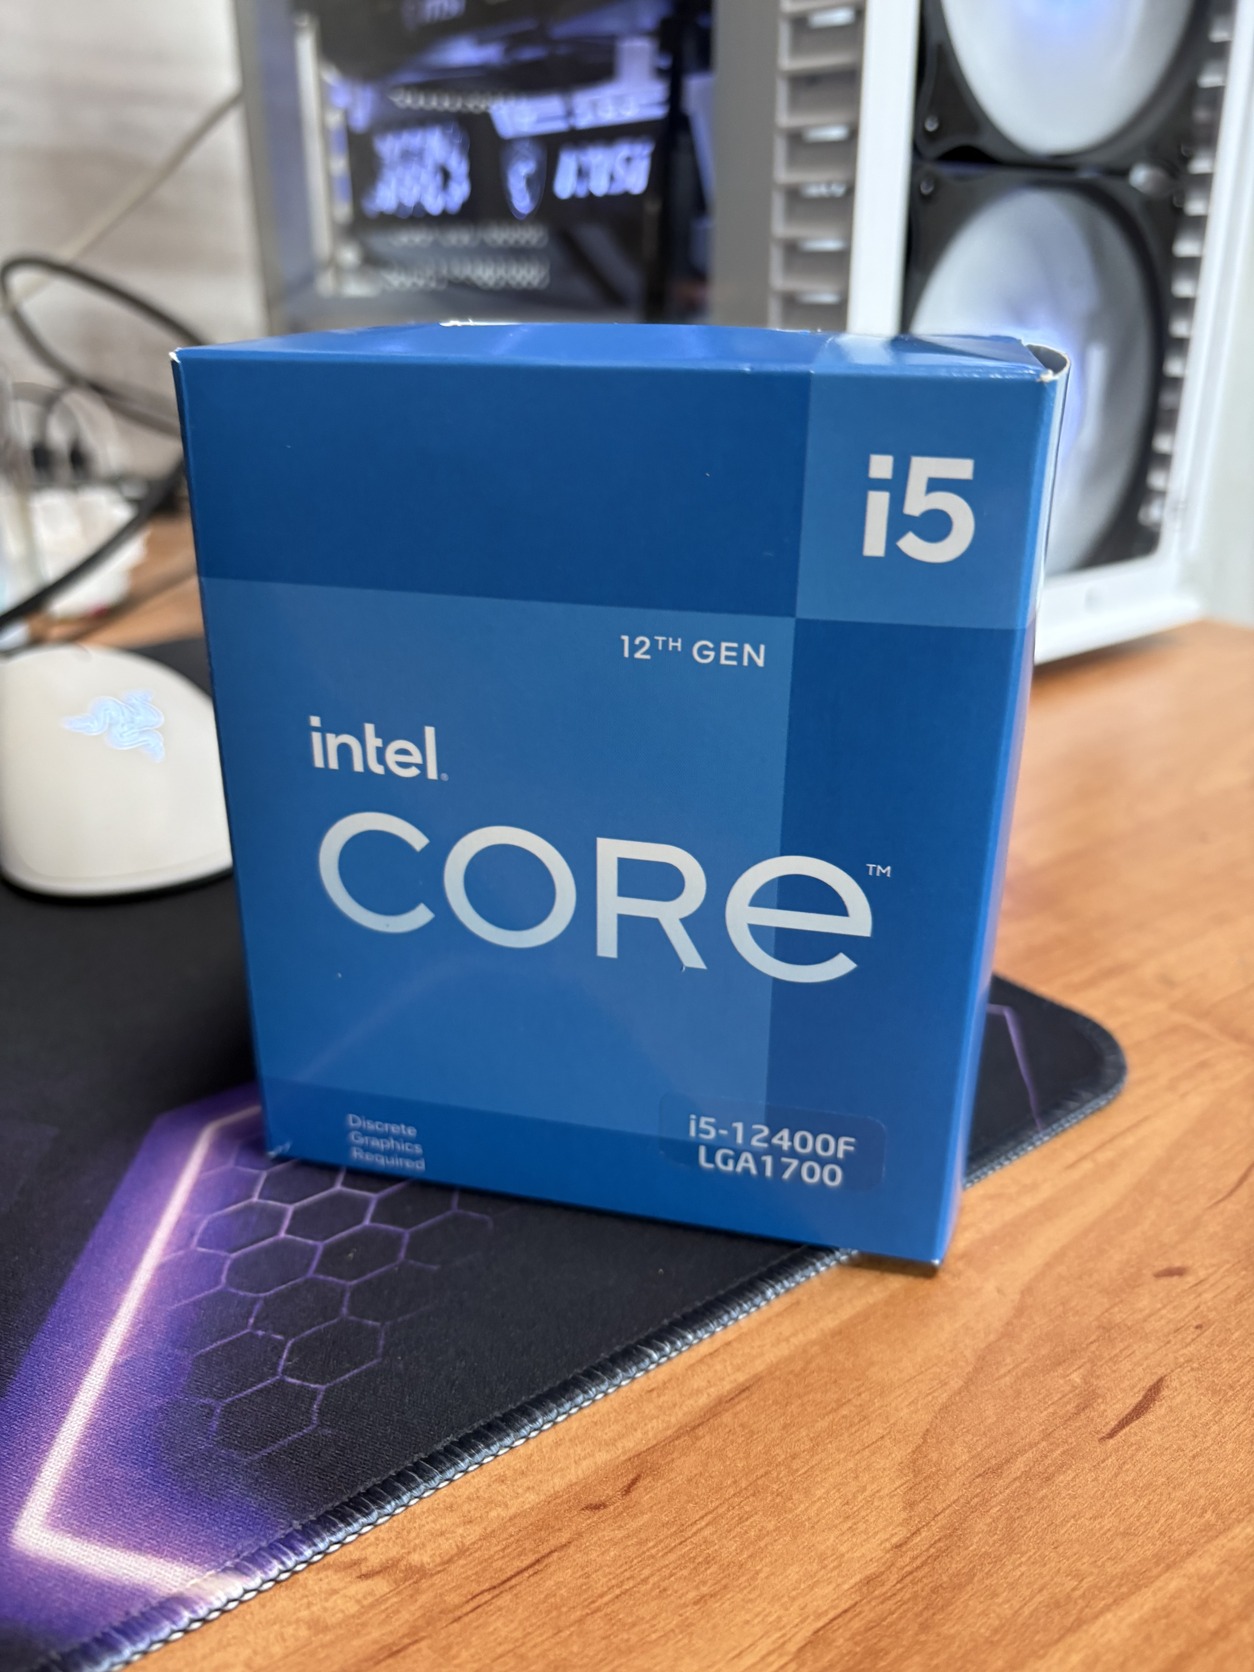 i5
12TH GEN
intel.
CORE™
Discrete
Graphics
Required
i5-12400F
LGA1700